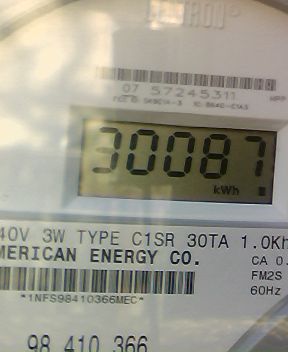 07 57245311
30087
kWh
40V 3W TYPE C1SR 30TA 1.0Kh
MERICAN ENERGY CO.
CA 0.
FM2S
*1NFS98410366MEC*
60Hz
98 410 366